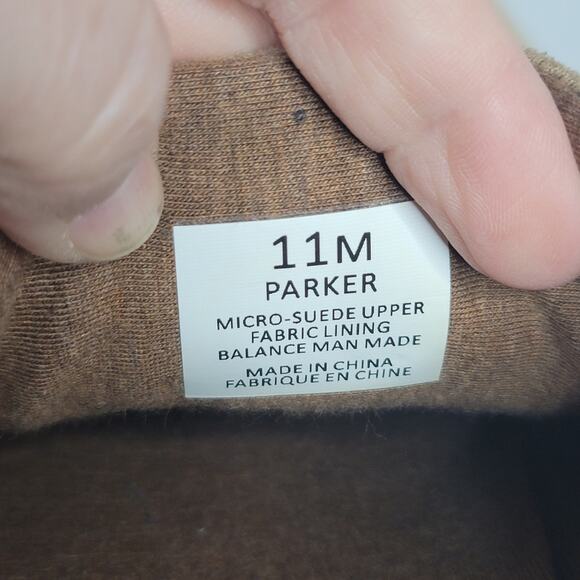 11M
PARKER
MICRO-SUEDE UPPER
FABRIC LINING
BALANCE MAN MADE
MADE IN CHINA
FABRIQUE EN CHINE